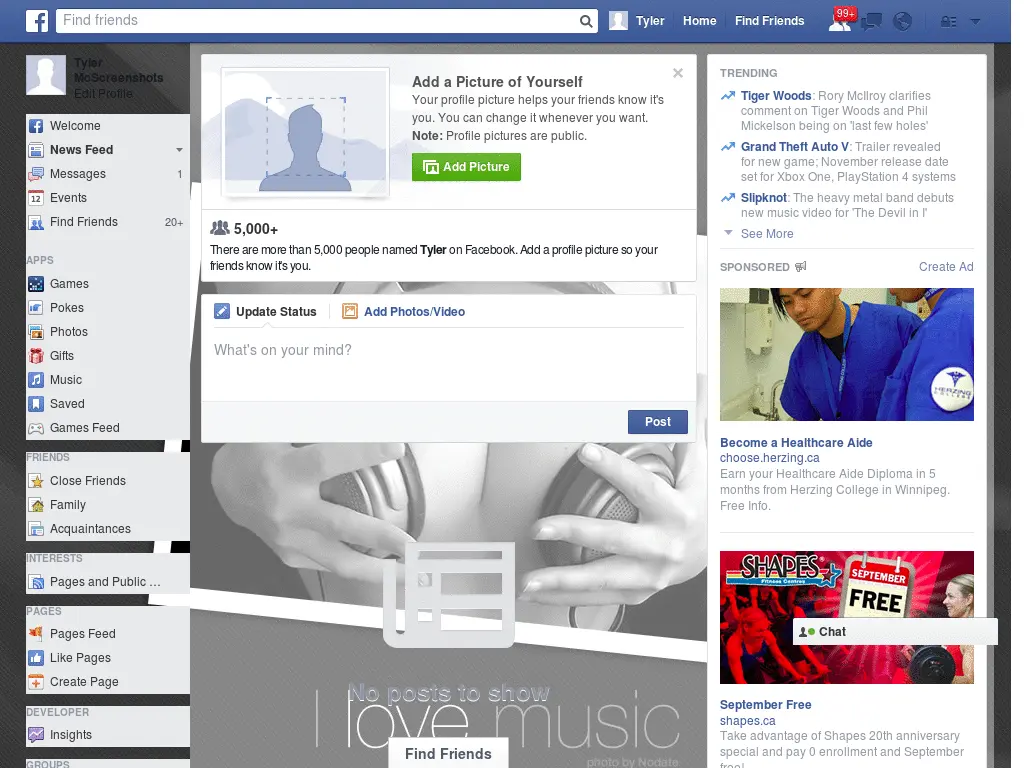 Find friends
Tyler
Home
Find Friends
99+
Tyler
McScreenshots
Edit Profile
Welcome
News Feed
Messages 1
12 Events
Find Friends 20+
APPS
Games
Pokes
Photos
Gifts
Music
Saved
Games Feed
FRIENDS
Close Friends
Family
Acquaintances
INTERESTS
Pages and Public ...
PAGES
Pages Feed
Like Pages
Create Page
DEVELOPER
Insights
GROUPS
Add a Picture of Yourself
Your profile picture helps your friends know it's
you. You can change it whenever you want.
Note: Profile pictures are public.
Add Picture
5,000+
There are more than 5,000 people named Tyler on Facebook. Add a profile picture so your
friends know it's you.
Update Status
Add Photos/Video
What's on your mind?
Post
No posts to show
I love music
photo by Nodate
Find Friends
TRENDING
Tiger Woods: Rory McIlroy clarifies
comment on Tiger Woods and Phil
Mickelson being on 'last few holes'
Grand Theft Auto V: Trailer revealed
for new game; November release date
set for Xbox One, PlayStation 4 systems
Slipknot: The heavy metal band debuts
new music video for 'The Devil in I'
See More
SPONSORED
Create Ad
HERZING
COLLEGE
Become a Healthcare Aide
choose.herzing.ca
Earn your Healthcare Aide Diploma in 5
months from Herzing College in Winnipeg.
Free Info.
SHAPES
Fitness Centres
SEPTEMBER
FREE
Chat
September Free
shapes.ca
Take advantage of Shapes 20th anniversary
special and pay 0 enrollment and September
free!